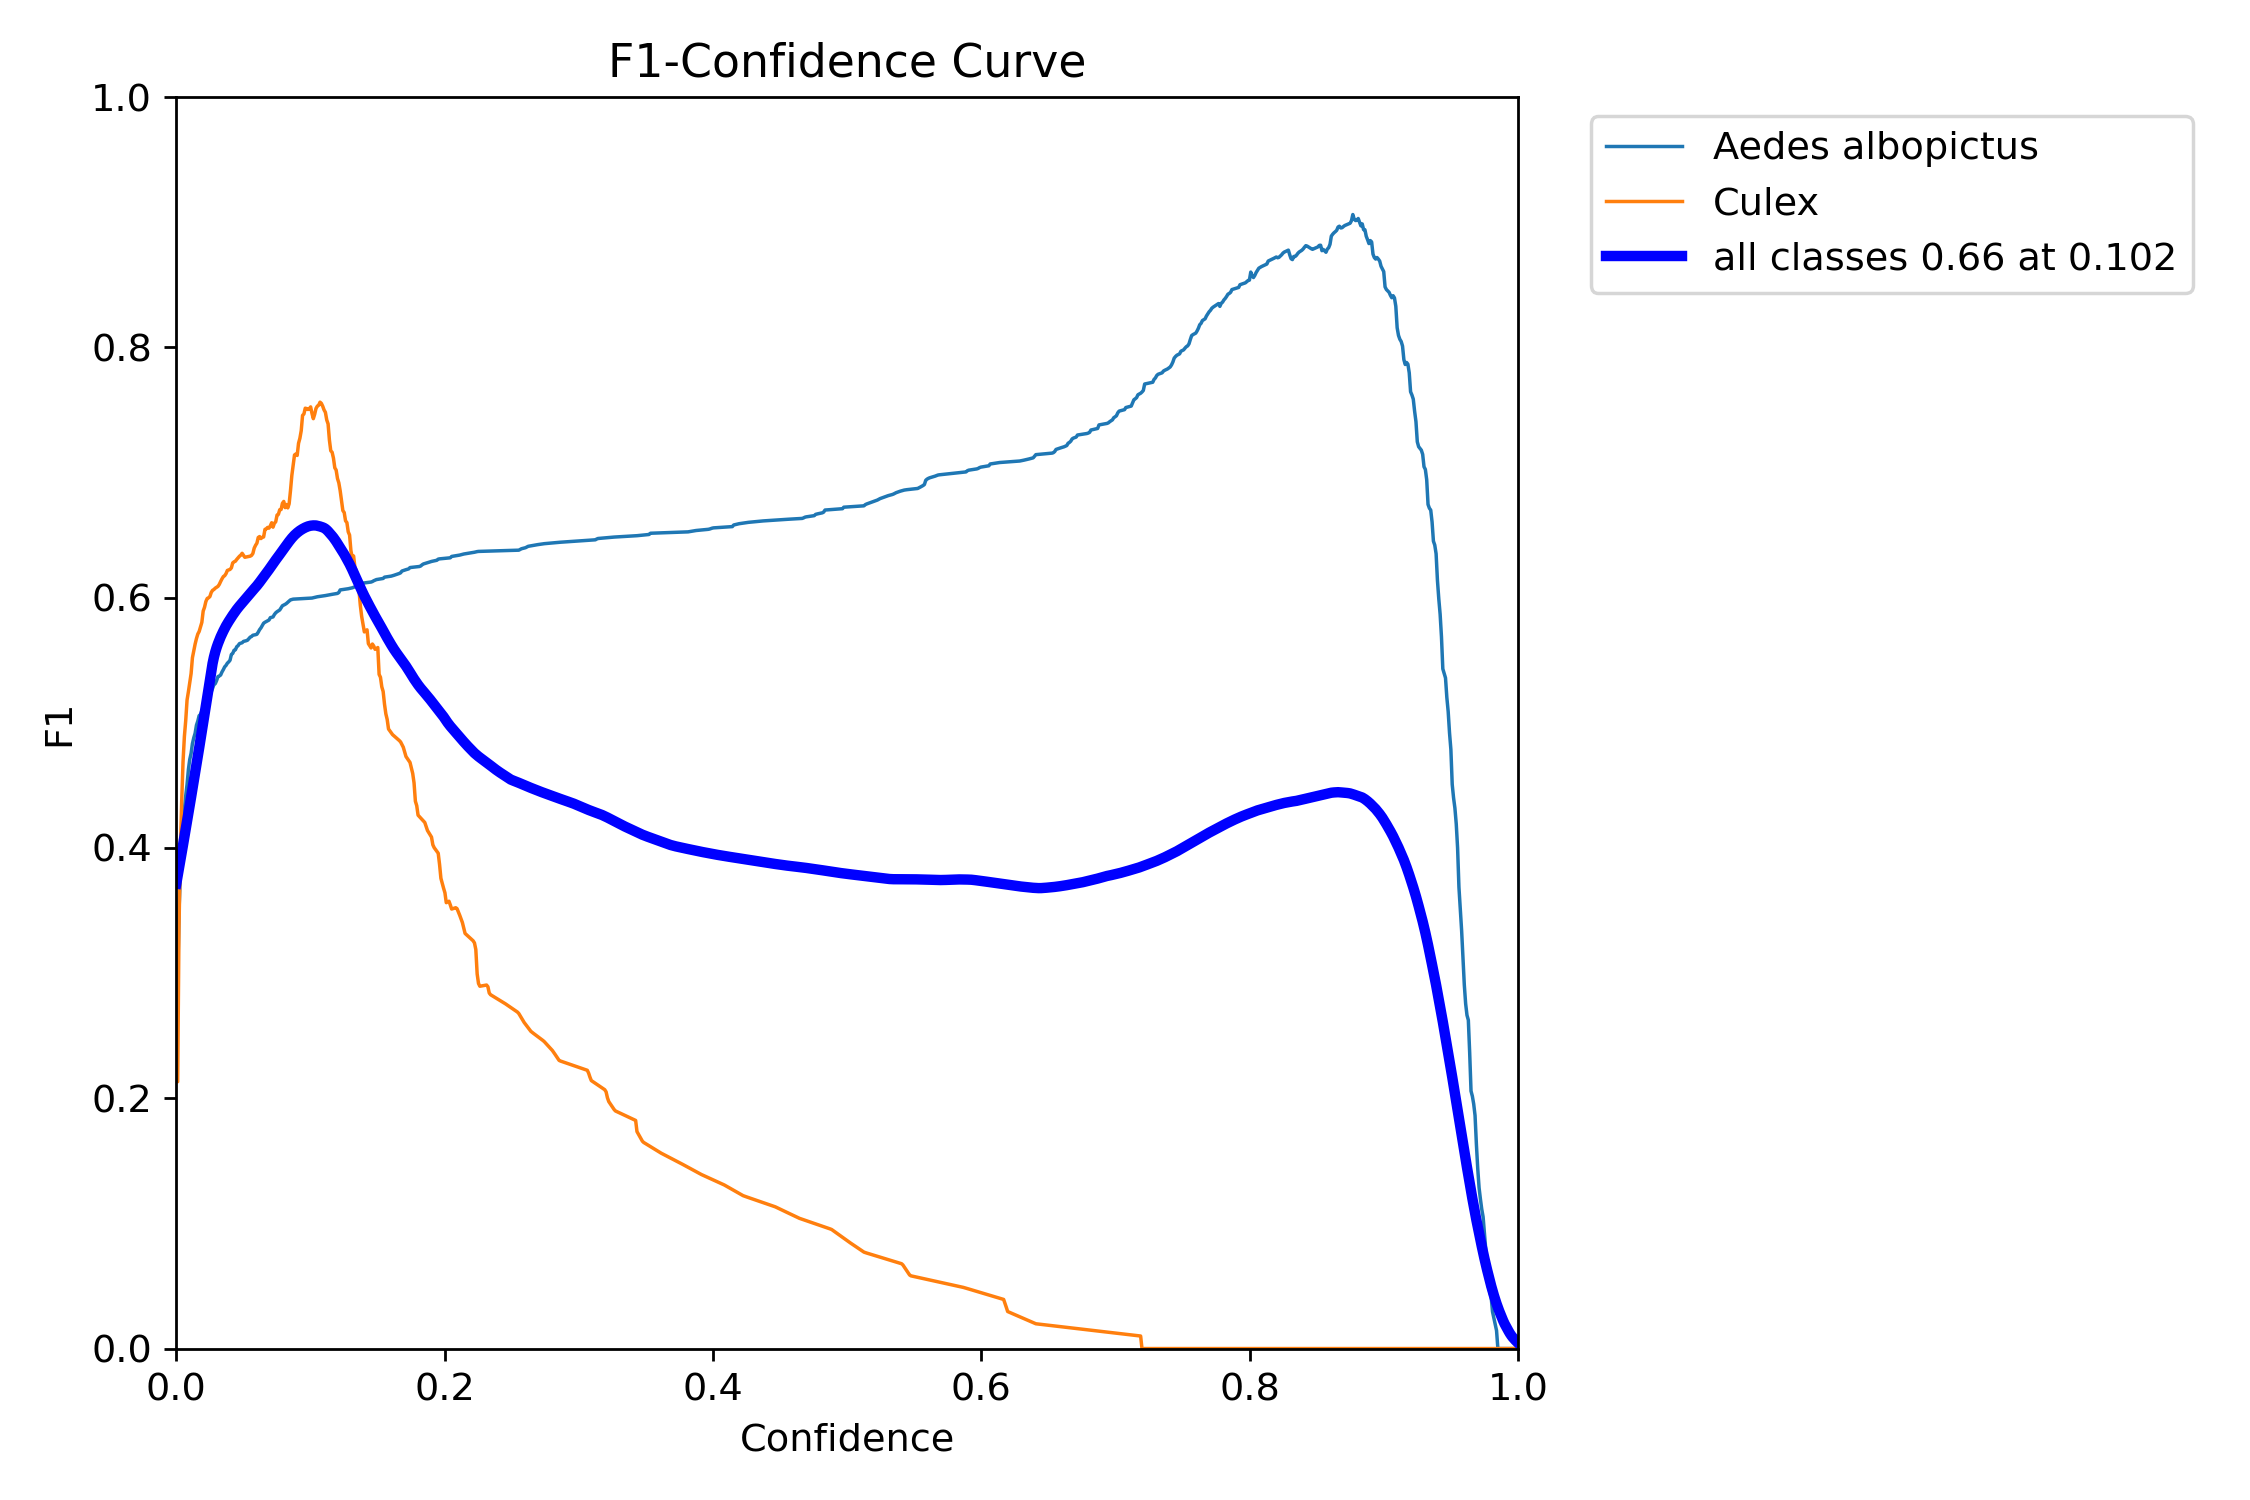 F1-Confidence Curve
1.0
0.8
0.6
0.4
0.2
0.0
F1
0.0 0.2 0.4 0.6 0.8 1.0
Confidence
Aedes albopictus
Culex
all classes 0.66 at 0.102